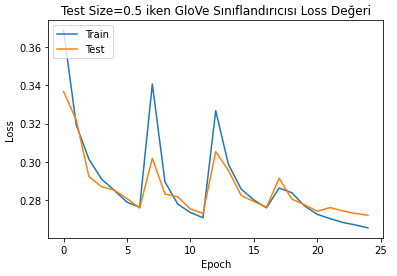 Test Size=0.5 iken GloVe Sınıflandırıcısı Loss Değeri
Train
Test
Loss
0.36
0.34
0.32
0.30
0.28
0
5
10
15
20
25
Epoch